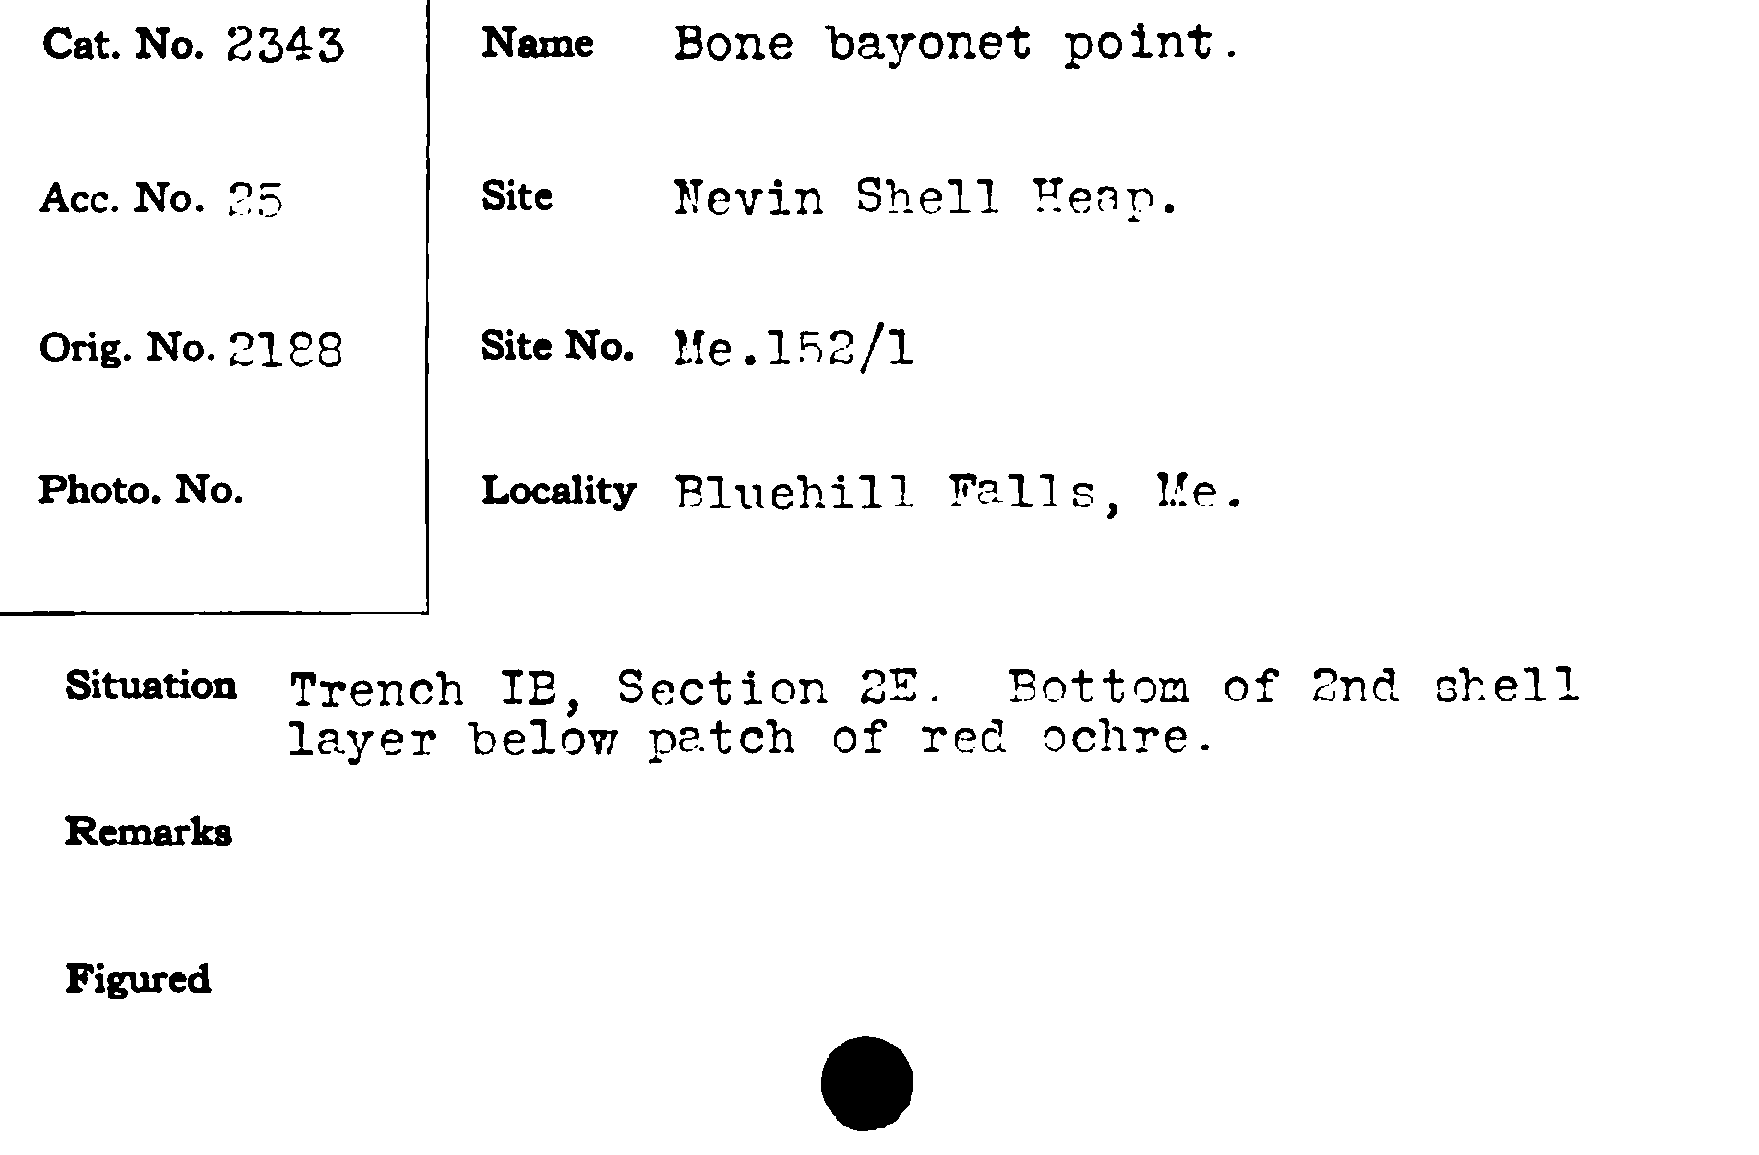 Cat. No. 2343
Name Bone bayonet point.
Acc. No. 25
Site Nevin Shell Heap.
Orig. No. 2188
Site No. Me.152/1
Photo. No.
Locality Bluehill Falls, Me.
Situation Trench IB, Section 2E. Bottom of 2nd shell
layer below patch of red ochre.
Remarks
Figured